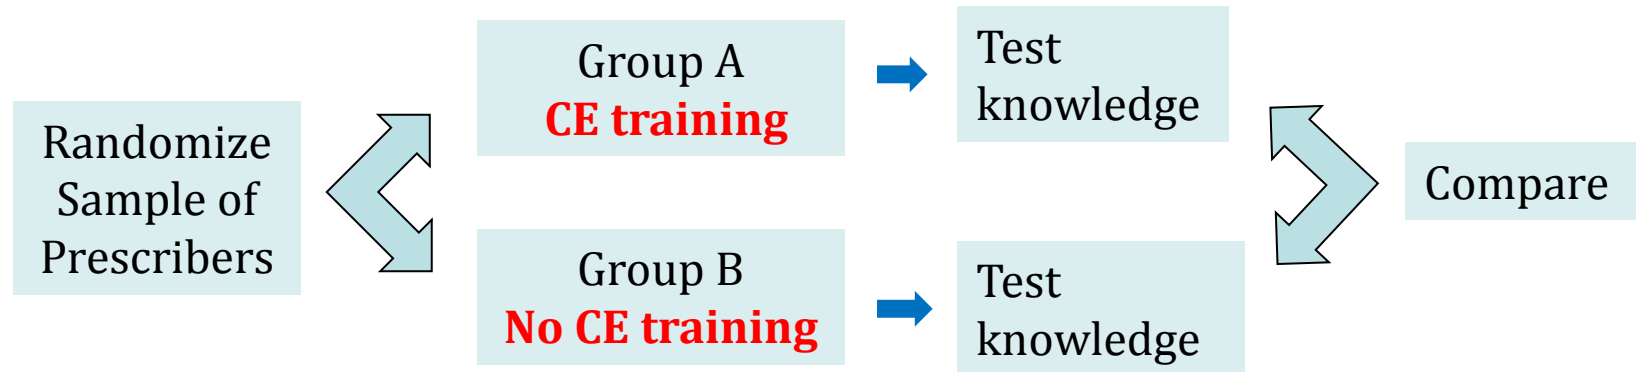 Randomize
Sample of
Prescribers
Group A
CE training
Test
knowledge
Group B
No CE training
Test
knowledge
Compare